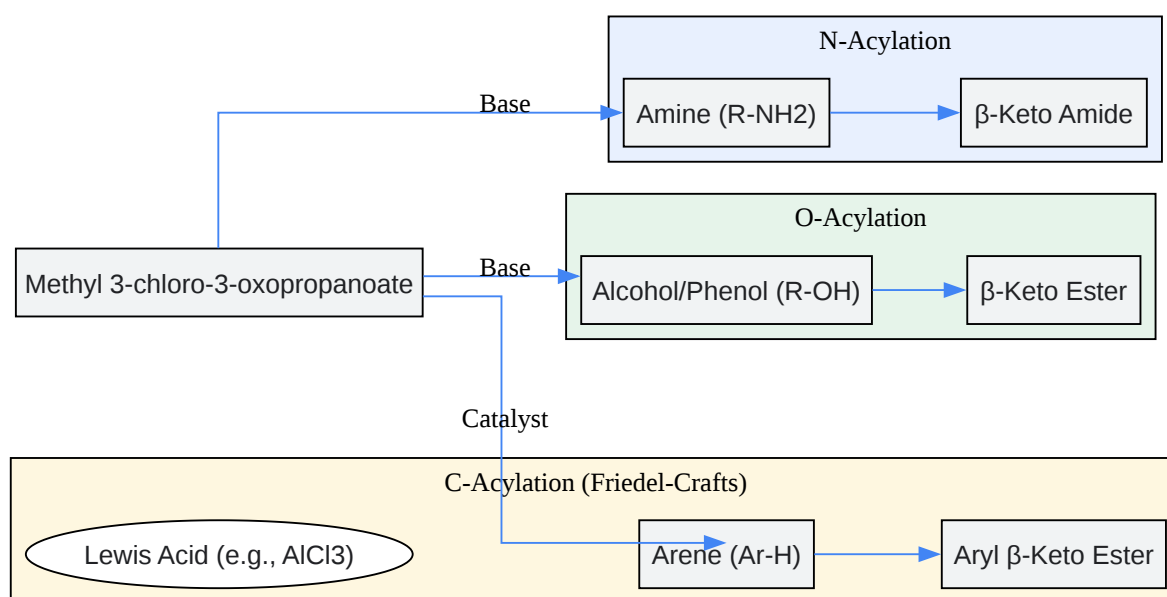 N-Acylation
Base
Amine (R-NH2)
β-Keto Amide
O-Acylation
Methyl 3-chloro-3-oxopropanoate
Base
Alcohol/Phenol (R-OH)
β-Keto Ester
Catalyst
C-Acylation (Friedel-Crafts)
Lewis Acid (e.g., AlCl3)
Arene (Ar-H)
Aryl β-Keto Ester